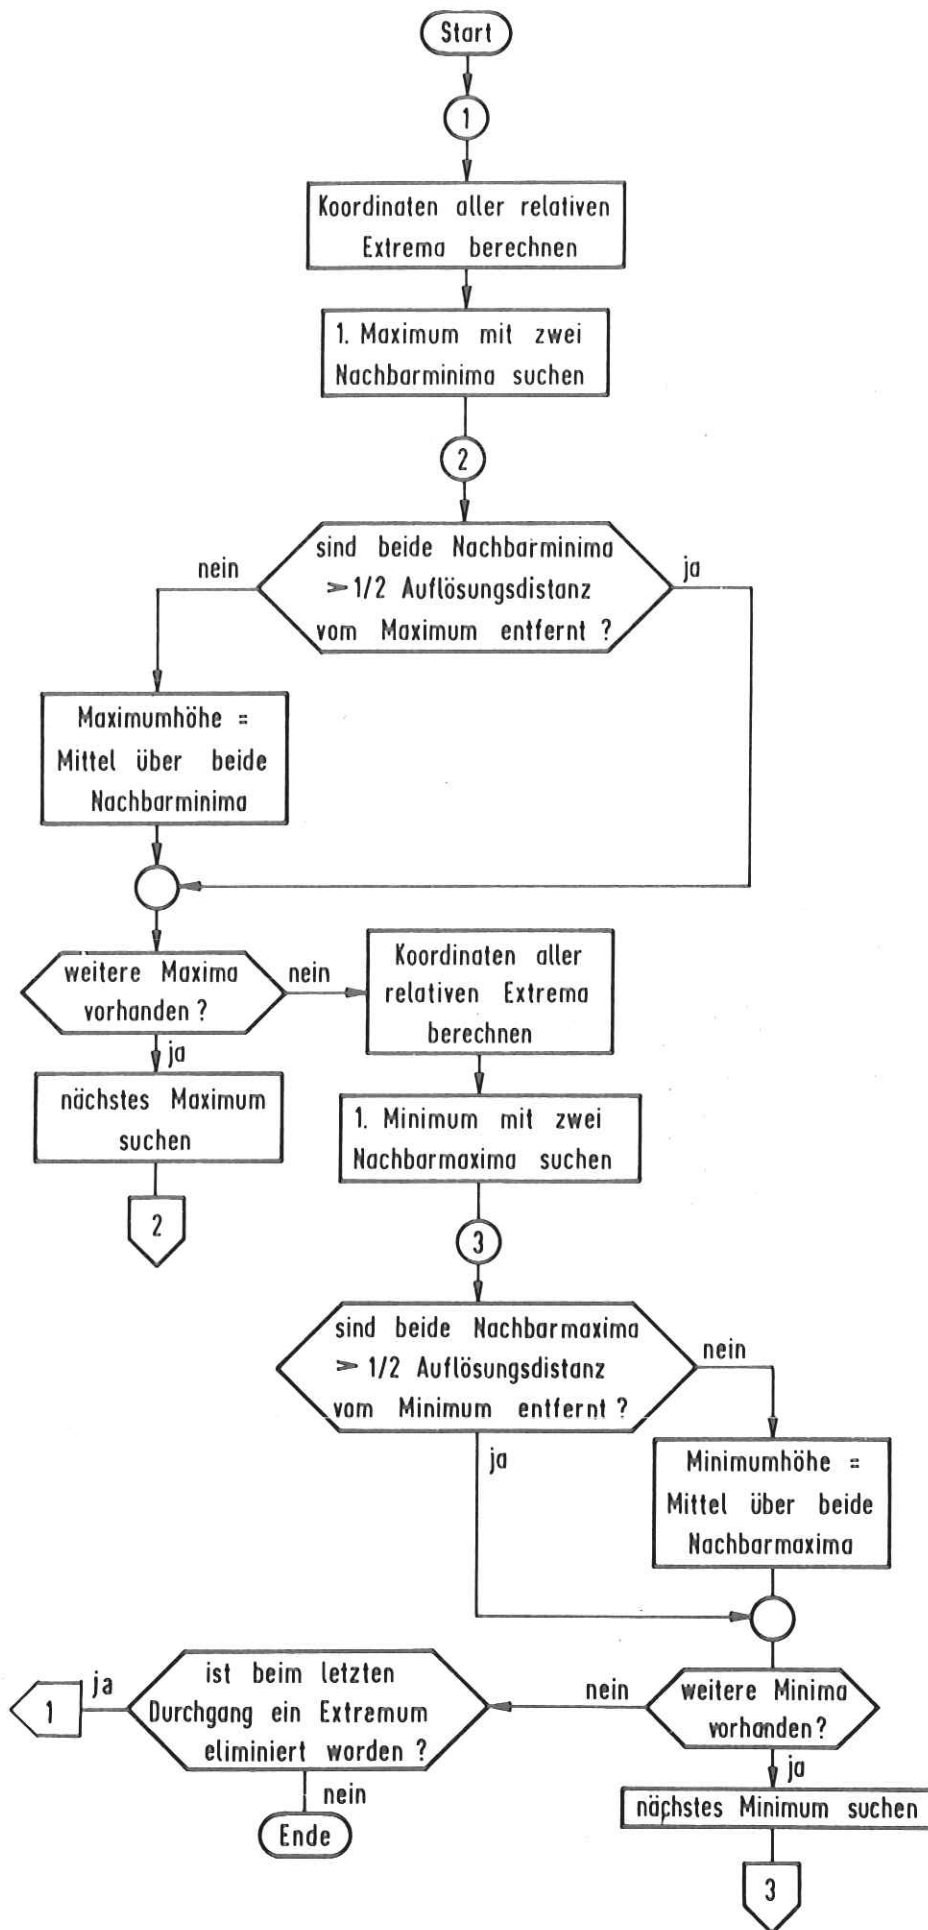 Start
1
Koordinaten aller relativen
Extrema berechnen
1. Maximum mit zwei
Nachbarminima suchen
2
sind beide Nachbarminima
> 1/2 Auflösungsdistanz
vom Maximum entfernt ?
nein
ja
Maximumhöhe =
Mittel über beide
Nachbarminima
weitere Maxima
vorhanden ?
nein
ja
Koordinaten aller
relativen Extrema
berechnen
nächstes Maximum
suchen
2
1. Minimum mit zwei
Nachbarmaxima suchen
3
sind beide Nachbarmaxima
> 1/2 Auflösungsdistanz
vom Minimum entfernt ?
nein
ja
Minimumhöhe =
Mittel über beide
Nachbarmaxima
weitere Minima
vorhanden ?
nein
ja
ist beim letzten
Durchgang ein Extremum
eliminiert worden ?
ja
1
nein
Ende
nächstes Minimum suchen
3